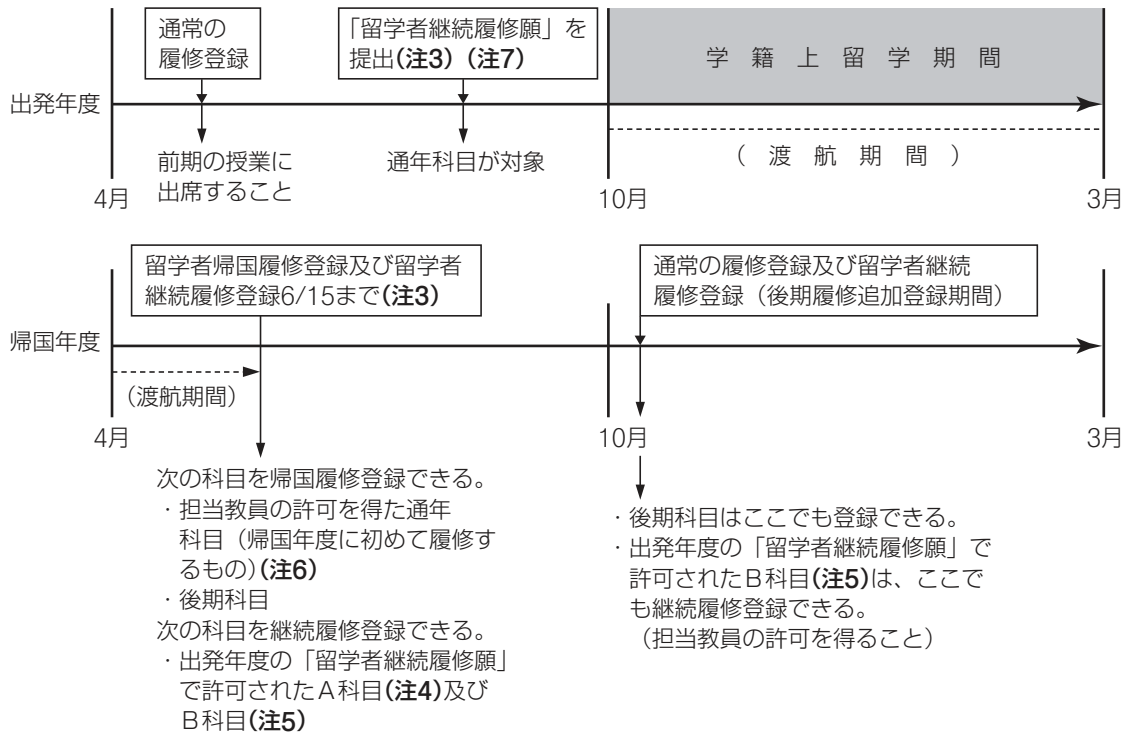 通常の
履修登録
「留学者継続履修願」を
提出(注3)(注7)
学籍上留学期間
出発年度
(渡航期間)
前期の授業に
出席すること
通年科目が対象
4月
10月
3月
留学者帰国履修登録及び留学者
継続履修登録6/15まで(注3)
通常の履修登録及び留学者継続
履修登録（後期履修追加登録期間）
帰国年度
(渡航期間)
4月
10月
3月
次の科目を帰国履修登録できる。
・担当教員の許可を得た通年
科目（帰国年度に初めて履修す
るもの）(注6)
・後期科目
次の科目を継続履修登録できる。
・出発年度の「留学者継続履修願」
で許可されたA科目(注4)及び
B科目(注5)
・後期科目はここでも登録できる。
・出発年度の「留学者継続履修願」で
許可されたB科目(注5)は、ここで
も継続履修登録できる。
（担当教員の許可を得ること）